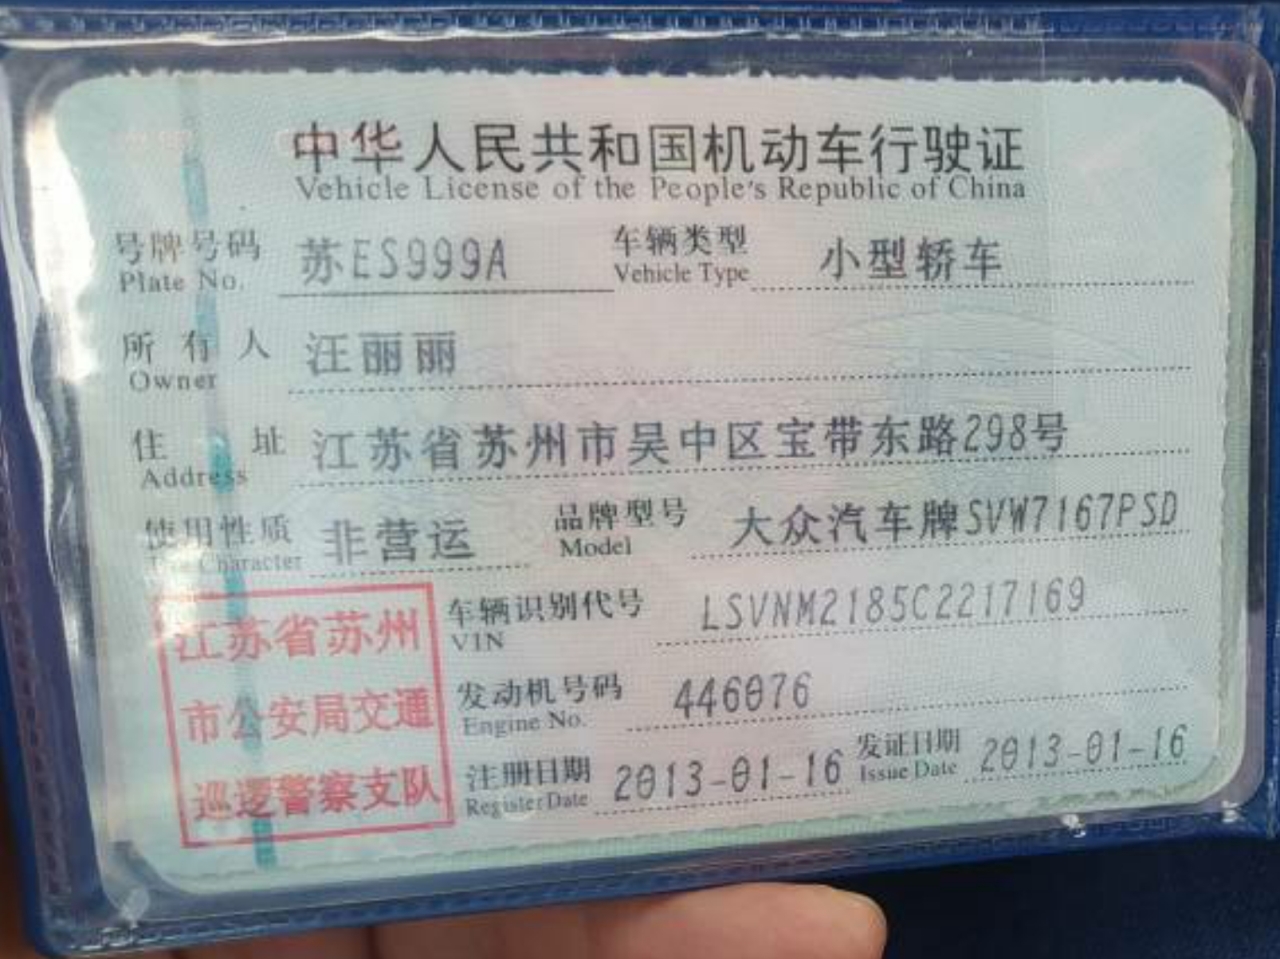 中华人民共和国机动车行驶证
Vehicle License of the People's Republic of China
号牌号码 苏ES999A 车辆类型 小型轿车
Plate No. Vehicle Type
所有人 汪丽丽
Owner
住址 江苏省苏州市吴中区宝带东路298号
Address
使用性质 非营运 品牌型号 大众汽车牌SVW7167PSD
Use Character Model
江苏省苏州
市公安局交通
巡逻警察支队
车辆识别代号 LSVNM2185C2217169
VIN
发动机号码 446076
Engine No.
注册日期 2013-01-16 发证日期 2013-01-16
Register Date Issue Date